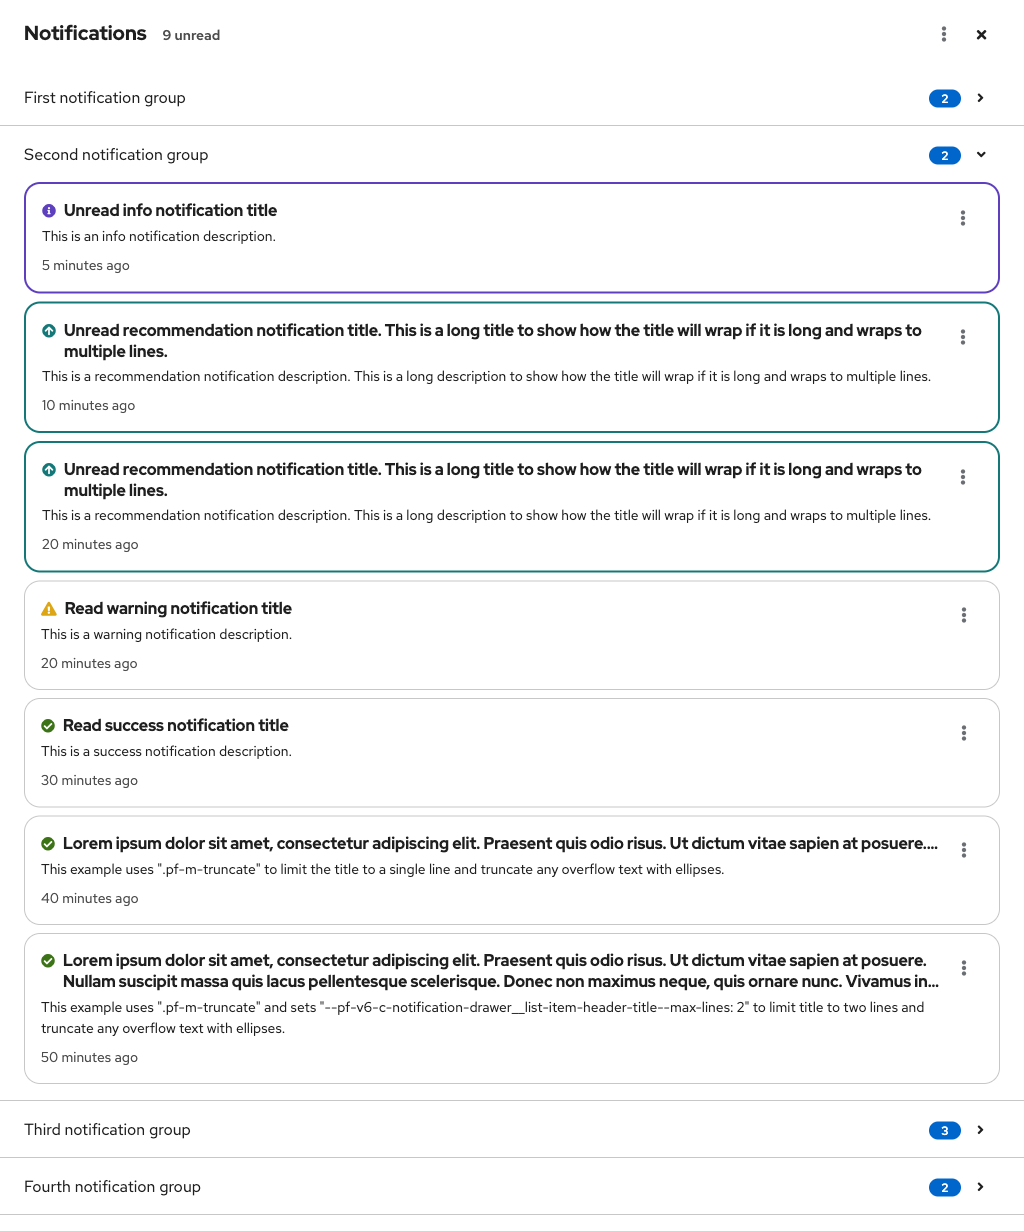 Notifications 9 unread
First notification group 2
Second notification group 2
Unread info notification title
This is an info notification description.
5 minutes ago
Unread recommendation notification title. This is a long title to show how the title will wrap if it is long and wraps to
multiple lines.
This is a recommendation notification description. This is a long description to show how the title will wrap if it is long and wraps to multiple lines.
10 minutes ago
Unread recommendation notification title. This is a long title to show how the title will wrap if it is long and wraps to
multiple lines.
This is a recommendation notification description. This is a long description to show how the title will wrap if it is long and wraps to multiple lines.
20 minutes ago
Read warning notification title
This is a warning notification description.
20 minutes ago
Read success notification title
This is a success notification description.
30 minutes ago
Lorem ipsum dolor sit amet, consectetur adipiscing elit. Praesent quis odio risus. Ut dictum vitae sapien at posuere....
This example uses ".pf-m-truncate" to limit the title to a single line and truncate any overflow text with ellipses.
40 minutes ago
Lorem ipsum dolor sit amet, consectetur adipiscing elit. Praesent quis odio risus. Ut dictum vitae sapien at posuere.
Nullam suscipit massa quis lacus pellentesque scelerisque. Donec non maximus neque, quis ornare nunc. Vivamus in...
This example uses ".pf-m-truncate" and sets "--pf-v6-c-notification-drawer__list-item-header-title--max-lines: 2" to limit title to two lines and
truncate any overflow text with ellipses.
50 minutes ago
Third notification group 3
Fourth notification group 2